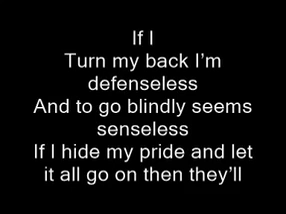 If I
Turn my back I'm
defenseless
And to go blindly seems
senseless
If I hide my pride and let
it all go on then they'll